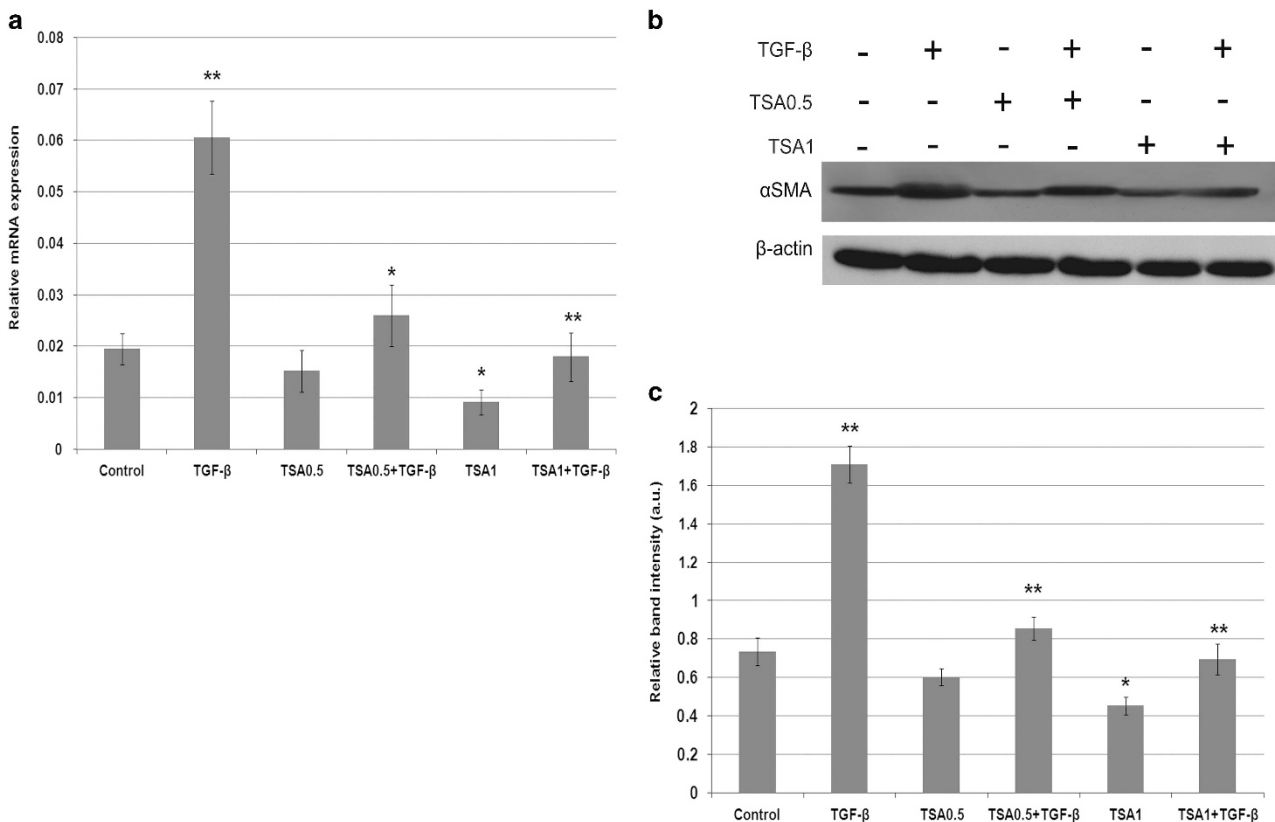 a
0.08
0.07
0.06
0.05
0.04
0.03
0.02
0.01
0
Relative mRNA expression
**
*
*
**
Control TGF-β TSA0.5 TSA0.5+TGF-β TSA1 TSA1+TGF-β
b
TGF-β - + - + - +
TSA0.5 - - + + - -
TSA1 - - - - + +
αSMA
β-actin
c
2
1.8
1.6
1.4
1.2
1
0.8
0.6
0.4
0.2
0
Relative band intensity (a.u.)
**
**
*
**
Control TGF-β TSA0.5 TSA0.5+TGF-β TSA1 TSA1+TGF-β